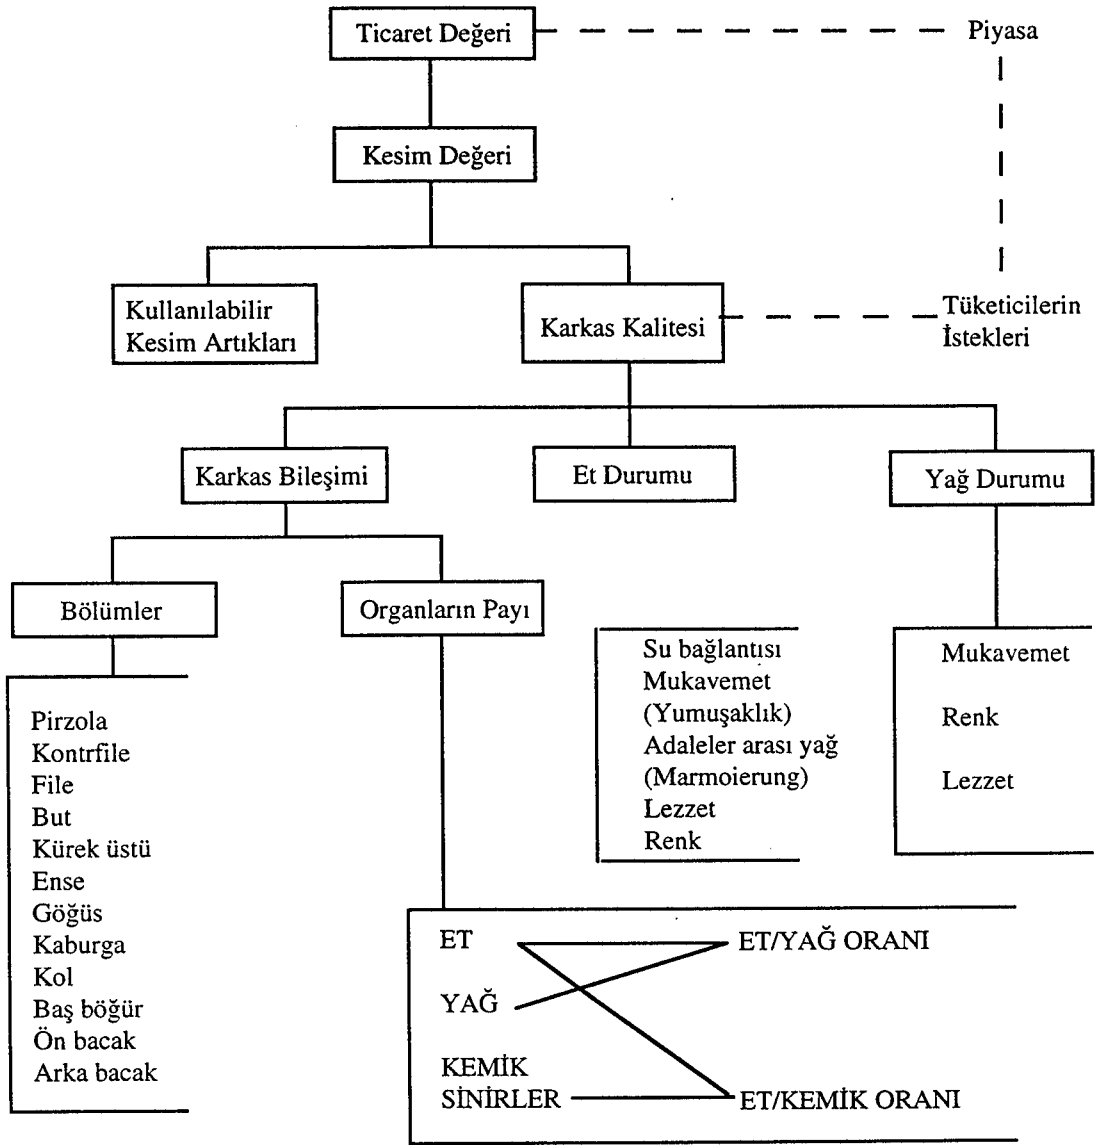 Ticaret Değeri
Piyasa
Kesim Değeri
Kullanılabilir
Kesim Artıkları
Karkas Kalitesi
Tüketicilerin
İstekleri
Karkas Bileşimi
Et Durumu
Yağ Durumu
Bölümler
Organların Payı
Pirzola
Kontrfile
File
But
Kürek üstü
Ense
Göğüs
Kaburga
Kol
Baş böğür
Ön bacak
Arka bacak
Su bağlantısı
Mukavemet
(Yumuşaklık)
Adaleler arası yağ
(Marmoierung)
Lezzet
Renk
Mukavemet
Renk
Lezzet
ET
ET/YAĞ ORANI
YAĞ
KEMİK
SİNİRLER
ET/KEMİK ORANI